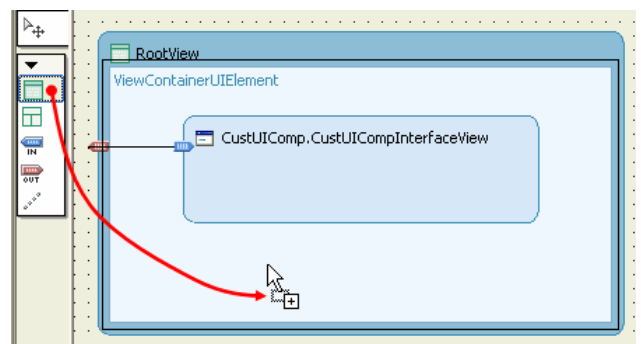 RootView
ViewContainerUIElement
CustUIComp.CustUICompInterfaceView
IN
OUT